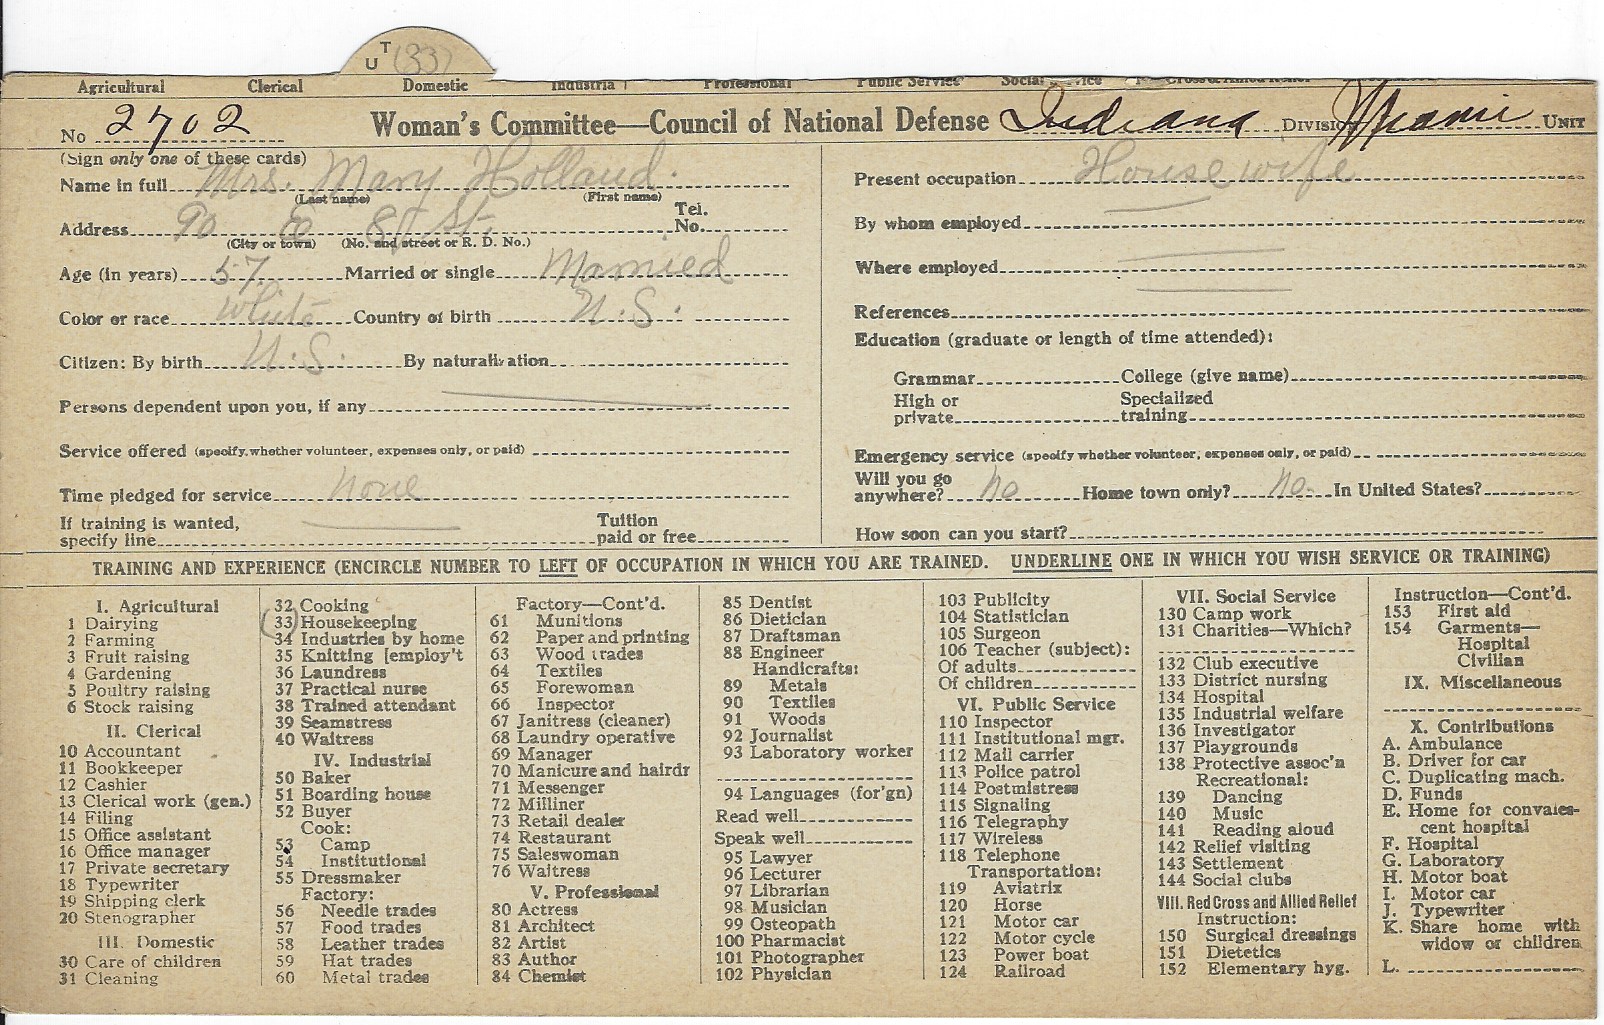 T
U (33)
Agricultural Clerical Domestic Industrial Professional Public Service Social Service
No 2702 Woman's Committee—Council of National Defense Indiana Division Miami Unit
(Sign only one of these cards)
Name in full Mrs. Mary Holland.
(Last name) (First name)
Address 90 E 8th St. Tel. No.
(City or town) (No. and street or R. D. No.)
Age (in years) 57. Married or single Married
Color or race White Country of birth U.S.
Citizen: By birth U.S. By naturalization
Persons dependent upon you, if any
Service offered (specify whether volunteer, expenses only, or paid)
Time pledged for service none
If training is wanted, specify line Tuition paid or free
Present occupation Housewife
By whom employed
Where employed
References
Education (graduate or length of time attended):
Grammar College (give name)
High or private Specialized training
Emergency service (specify whether volunteer, expenses only, or paid)
Will you go anywhere? no Home town only? no. In United States?
How soon can you start?
TRAINING AND EXPERIENCE (ENCIRCLE NUMBER TO LEFT OF OCCUPATION IN WHICH YOU ARE TRAINED. UNDERLINE ONE IN WHICH YOU WISH SERVICE OR TRAINING)
I. Agricultural
1 Dairying
2 Farming
3 Fruit raising
4 Gardening
5 Poultry raising
6 Stock raising
II. Clerical
10 Accountant
11 Bookkeeper
12 Cashier
13 Clerical work (gen.)
14 Filing
15 Office assistant
16 Office manager
17 Private secretary
18 Typewriter
19 Shipping clerk
20 Stenographer
III. Domestic
30 Care of children
31 Cleaning
32 Cooking
33 Housekeeping
34 Industries by home
35 Knitting [employ't
36 Laundress
37 Practical nurse
38 Trained attendant
39 Seamstress
40 Waitress
IV. Industrial
50 Baker
51 Boarding house
52 Buyer
Cook:
53 Camp
54 Institutional
55 Dressmaker
Factory:
56 Needle trades
57 Food trades
58 Leather trades
59 Hat trades
60 Metal trades
Factory—Cont'd.
61 Munitions
62 Paper and printing
63 Wood trades
64 Textiles
65 Forewoman
66 Inspector
67 Janitress (cleaner)
68 Laundry operative
69 Manager
70 Manicure and hairdr
71 Messenger
72 Milliner
73 Retail dealer
74 Restaurant
75 Saleswoman
76 Waitress
V. Professional
80 Actress
81 Architect
82 Artist
83 Author
84 Chemist
85 Dentist
86 Dietician
87 Draftsman
88 Engineer
Handicrafts:
89 Metals
90 Textiles
91 Woods
92 Journalist
93 Laboratory worker
94 Languages (for'gn)
Read well
Speak well
95 Lawyer
96 Lecturer
97 Librarian
98 Musician
99 Osteopath
100 Pharmacist
101 Photographer
102 Physician
103 Publicity
104 Statistician
105 Surgeon
106 Teacher (subject):
Of adults
Of children
VI. Public Service
110 Inspector
111 Institutional mgr.
112 Mail carrier
113 Police patrol
114 Postmistress
115 Signaling
116 Telegraphy
117 Wireless
118 Telephone
Transportation:
119 Aviatrix
120 Horse
121 Motor car
122 Motor cycle
123 Power boat
124 Railroad
VII. Social Service
130 Camp work
131 Charities—Which?
132 Club executive
133 District nursing
134 Hospital
135 Industrial welfare
136 Investigator
137 Playgrounds
138 Protective assoc'n
Recreational:
139 Dancing
140 Music
141 Reading aloud
142 Relief visiting
143 Settlement
144 Social clubs
VIII. Red Cross and Allied Relief
Instruction:
150 Surgical dressings
151 Dietetics
152 Elementary hyg.
Instruction—Cont'd.
153 First aid
154 Garments—
Hospital
Civilian
IX. Miscellaneous
X. Contributions
A. Ambulance
B. Driver for car
C. Duplicating mach.
D. Funds
E. Home for convales-
cent hospital
F. Hospital
G. Laboratory
H. Motor boat
I. Motor car
J. Typewriter
K. Share home with
widow or children
L.